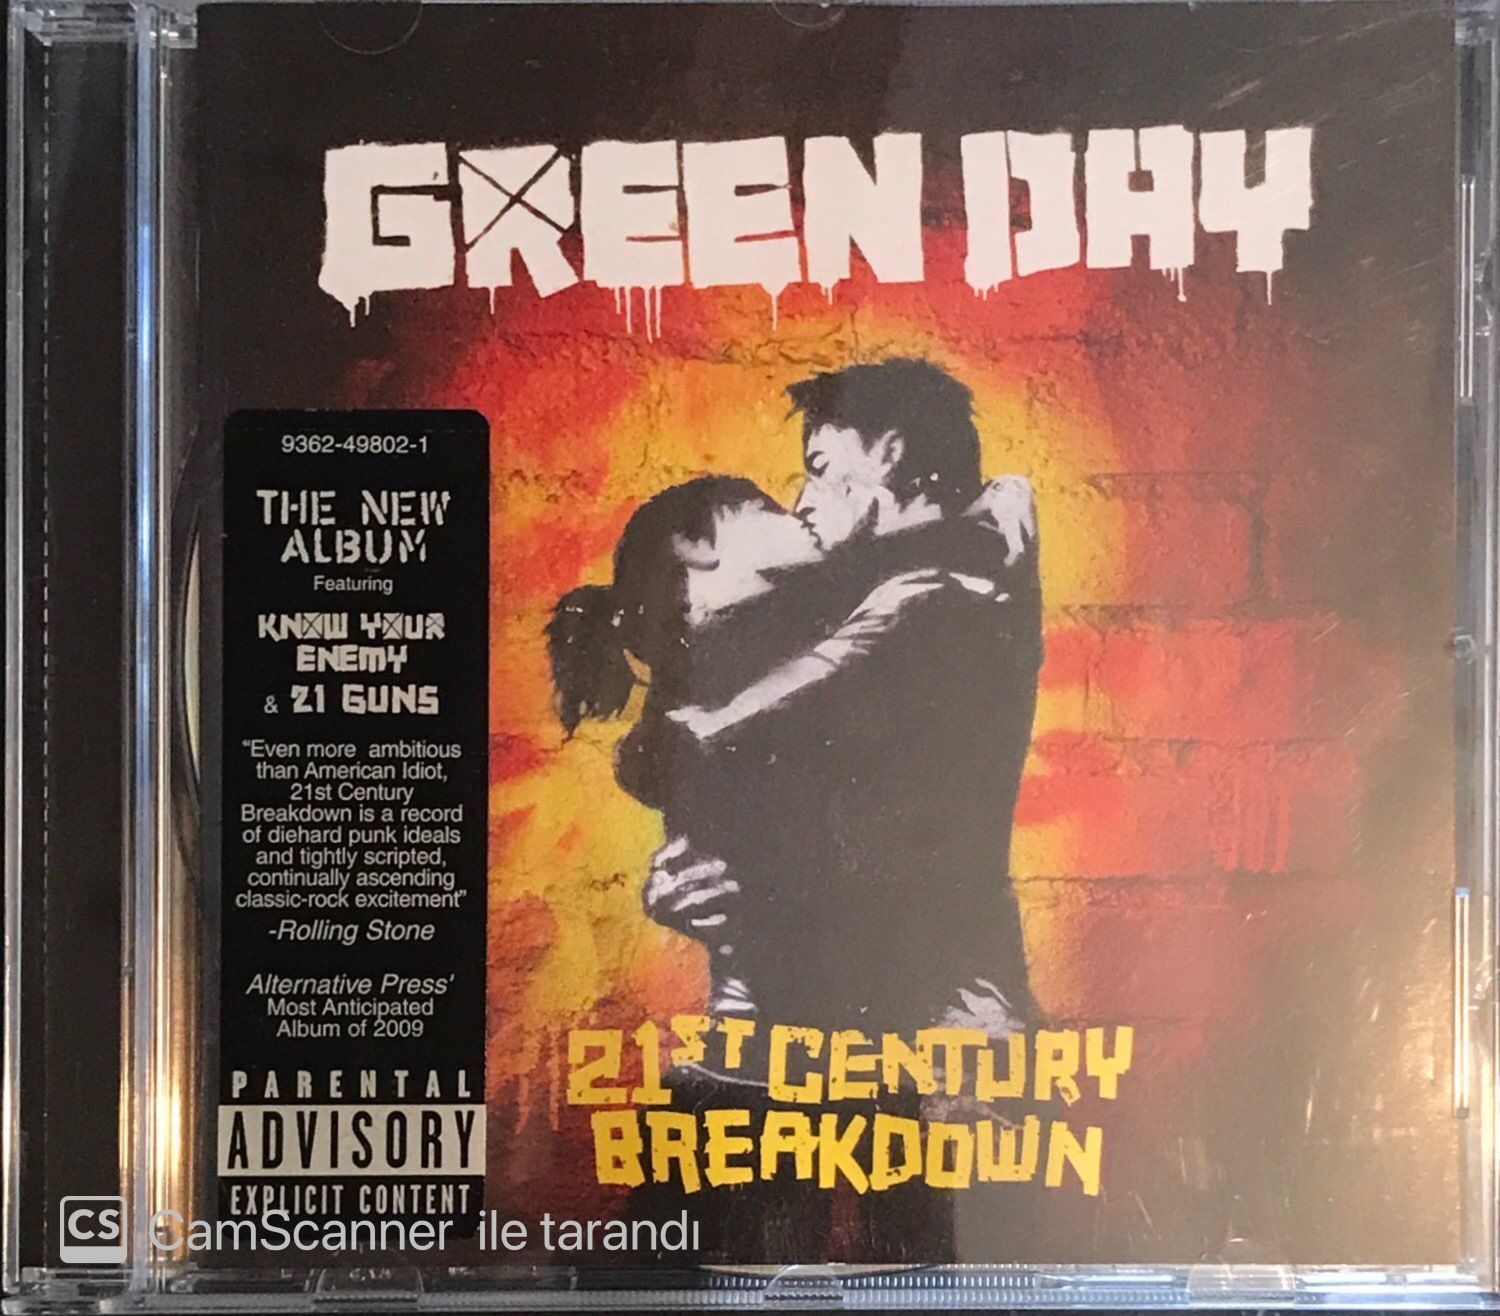 GREEN DAY
9362-49802-1
THE NEW
ALBUM
Featuring
KNOW YOUR
ENEMY
& 21 GUNS
“Even more ambitious
than American Idiot,
21st Century
Breakdown is a record
of diehard punk ideals
and tightly scripted,
continually ascending
classic-rock excitement”
-Rolling Stone
Alternative Press'
Most Anticipated
Album of 2009
PARENTAL
ADVISORY
EXPLICIT CONTENT
21ST CENTURY
BREAKDOWN
CS CamScanner ile tarandı